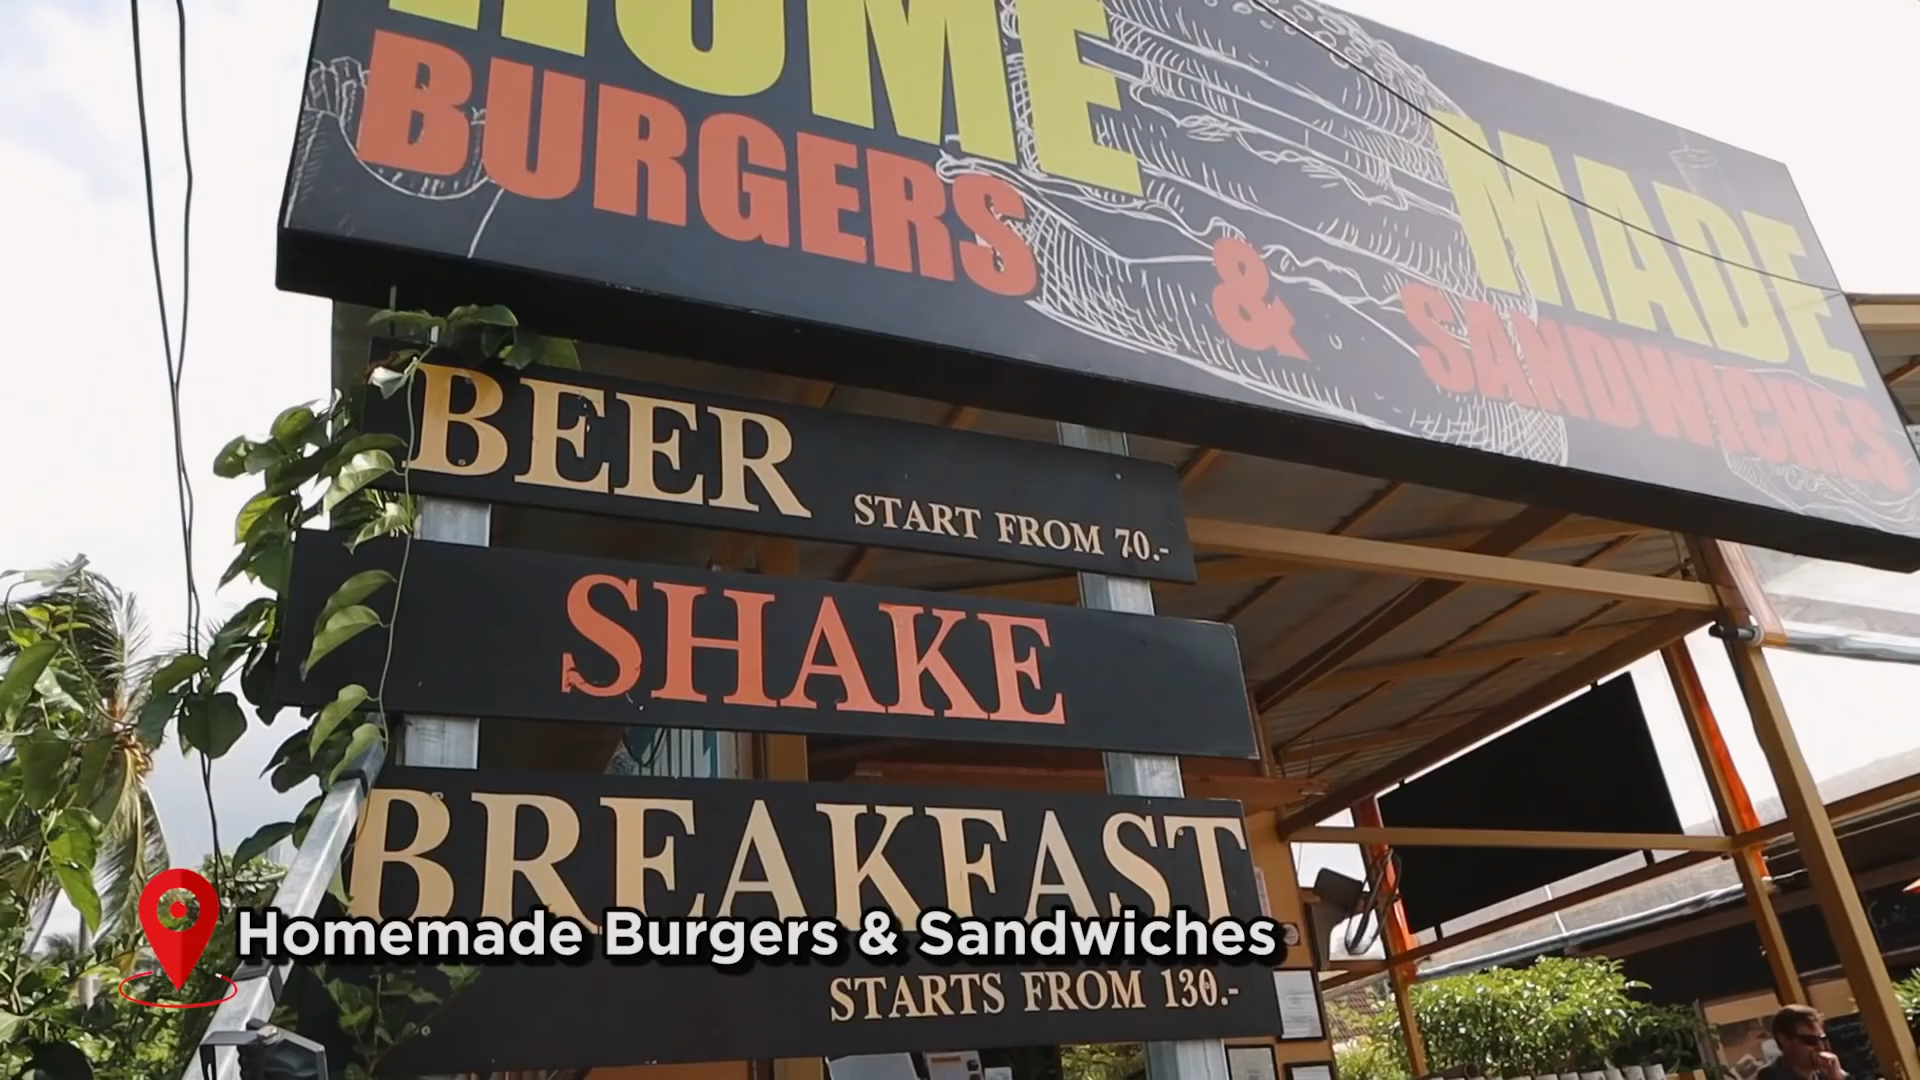 HOME MADE
BURGERS & SANDWICHES
BEER START FROM 70.-
SHAKE
BREAKFAST
STARTS FROM 130.-
Homemade Burgers & Sandwiches